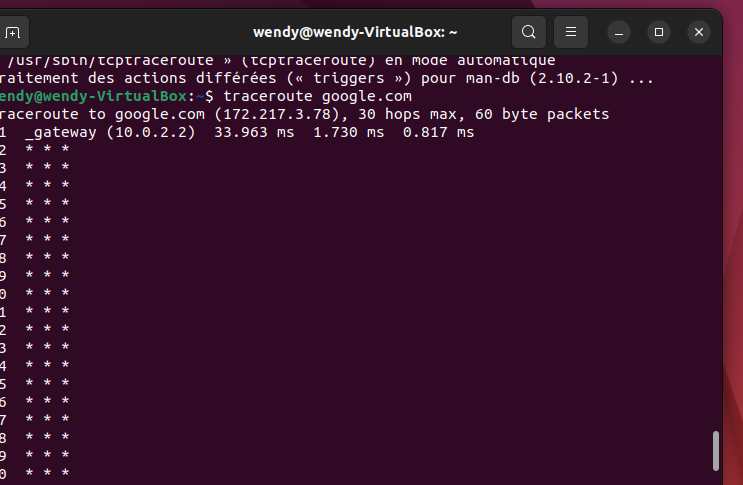 wendy@wendy-VirtualBox: ~
/usr/sbin/tcptraceroute » (tcptraceroute) en mode automatique
raitement des actions différées (« triggers ») pour man-db (2.10.2-1) ...
endy@wendy-VirtualBox:~$ traceroute google.com
raceroute to google.com (172.217.3.78), 30 hops max, 60 byte packets
1 _gateway (10.0.2.2) 33.963 ms 1.730 ms 0.817 ms
2 * * *
3 * * *
4 * * *
5 * * *
6 * * *
7 * * *
8 * * *
9 * * *
0 * * *
1 * * *
2 * * *
3 * * *
4 * * *
5 * * *
6 * * *
7 * * *
8 * * *
9 * * *
0 * * *